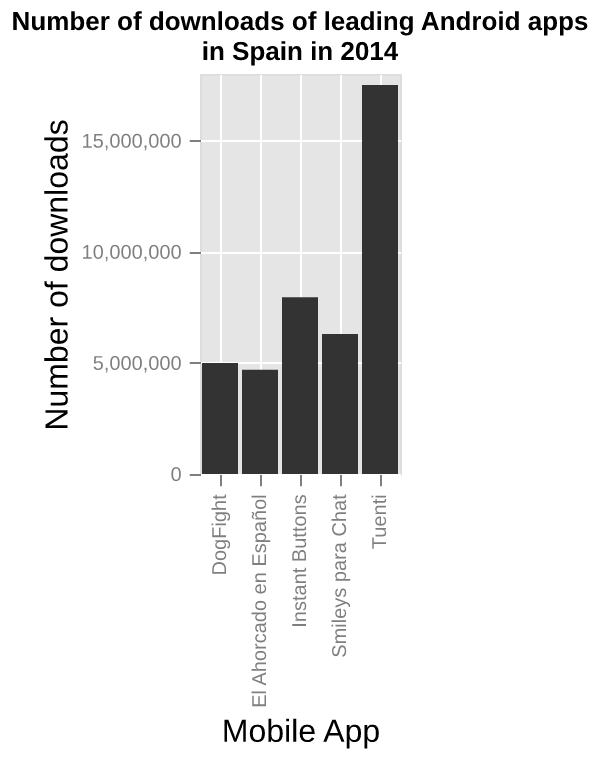 Number of downloads of leading Android apps
in Spain in 2014
Number of downloads
15,000,000
10,000,000
5,000,000
0
DogFight
El Ahorcado en Español
Instant Buttons
Smileys para Chat
Tuenti
Mobile App